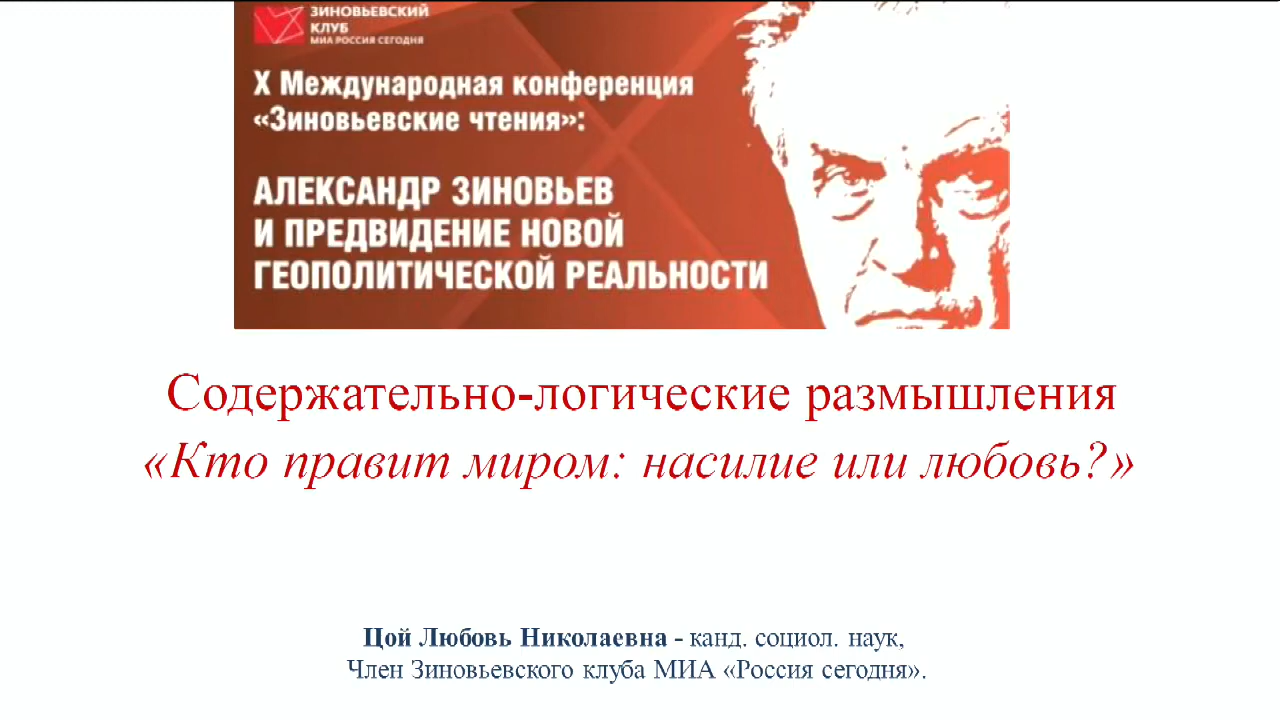 ЗИНОВЬЕВСКИЙ
КЛУБ
МИА РОССИЯ СЕГОДНЯ
X Международная конференция
«Зиновьевские чтения»:
АЛЕКСАНДР ЗИНОВЬЕВ
И ПРЕДВИДЕНИЕ НОВОЙ
ГЕОПОЛИТИЧЕСКОЙ РЕАЛЬНОСТИ
Содержательно-логические размышления
«Кто правит миром: насилие или любовь?»
Цой Любовь Николаевна - канд. социол. наук,
Член Зиновьевского клуба МИА «Россия сегодня».